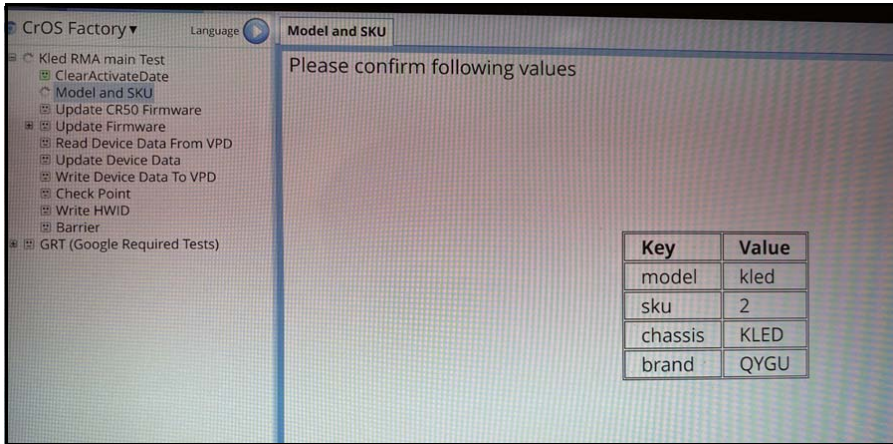 CrOS Factory▾ Language
Kled RMA main Test
ClearActivateDate
Model and SKU
Update CR50 Firmware
Update Firmware
Read Device Data From VPD
Update Device Data
Write Device Data To VPD
Check Point
Write HWID
Barrier
GRT (Google Required Tests)
Model and SKU
Please confirm following values
Key Value
model kled
sku 2
chassis KLED
brand QYGU